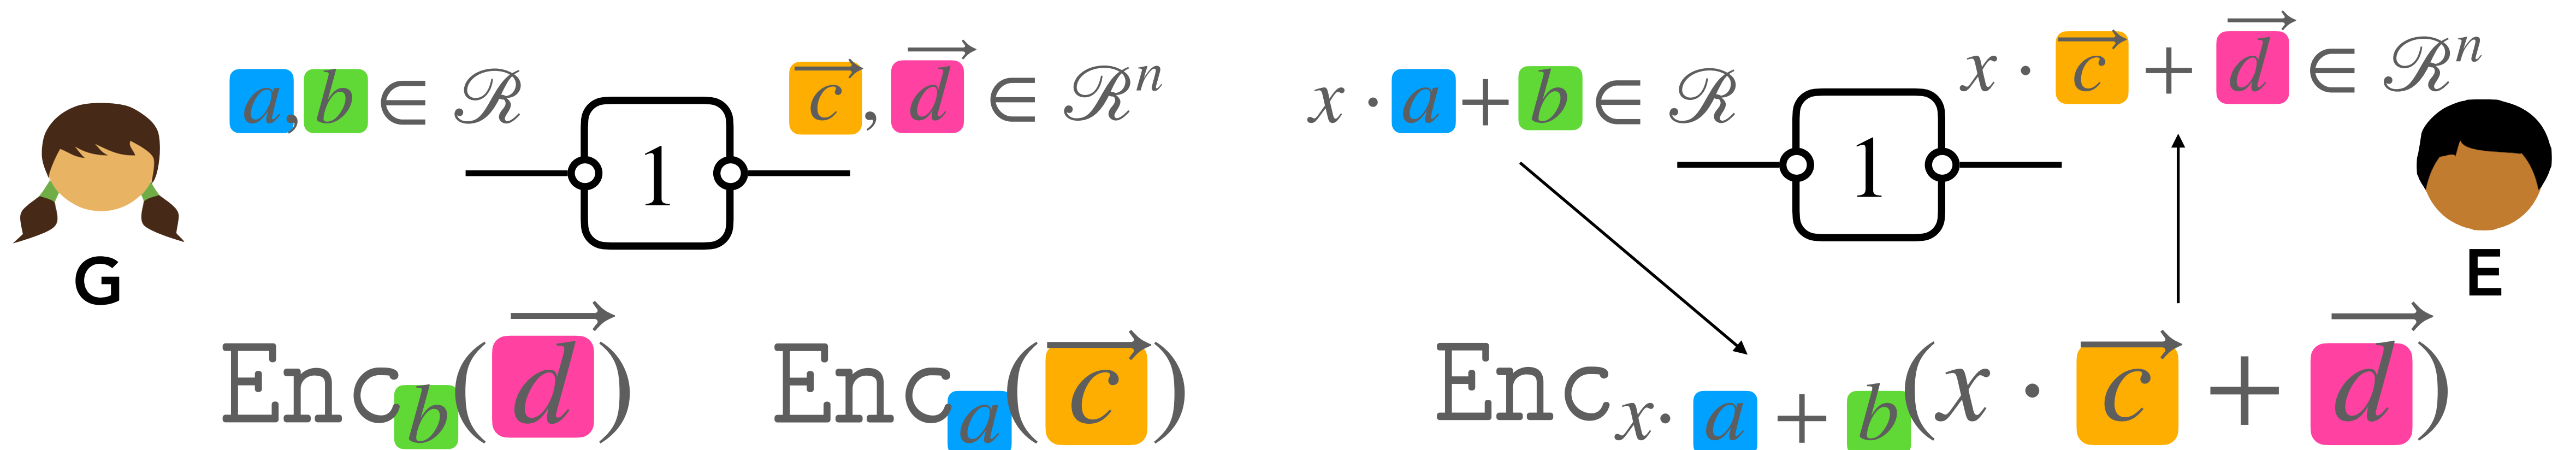 a, b ∈ ℛ
1
c⃗, d⃗ ∈ ℛⁿ
G
Enc_b(d⃗)
Enc_a(c⃗)
x · a + b ∈ ℛ
1
x · c⃗ + d⃗ ∈ ℛⁿ
E
Enc_{x· a + b}(x · c⃗ + d⃗)